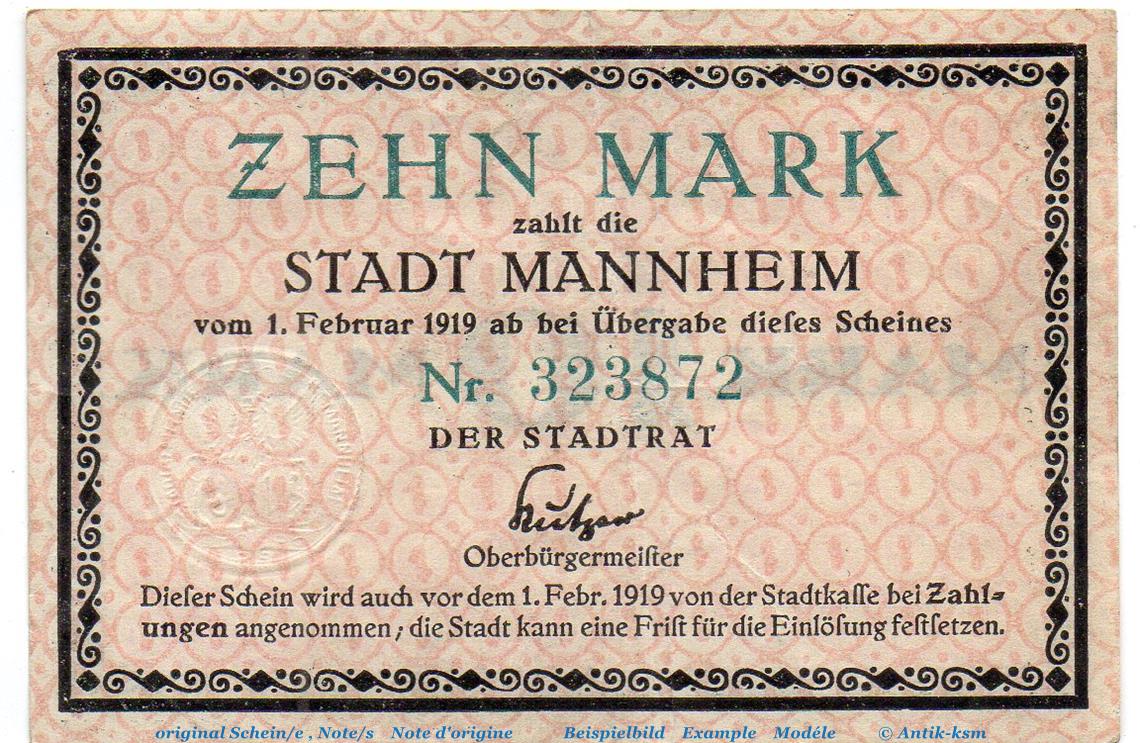 ZEHN MARK
zahlt die
STADT MANNHEIM
vom 1. Februar 1919 ab bei Übergabe dieſes Scheines
Nr. 323872
DER STADTRAT
Kutzer
Oberbürgermeiſter
Dieſer Schein wird auch vor dem 1. Febr. 1919 von der Stadtkaſſe bei Zahl=
ungen angenommen; die Stadt kann eine Friſt für die Einlöſung feſtſetzen.
original Schein/e , Note/s Note d'origine Beispielbild Example Modéle © Antik-ksm